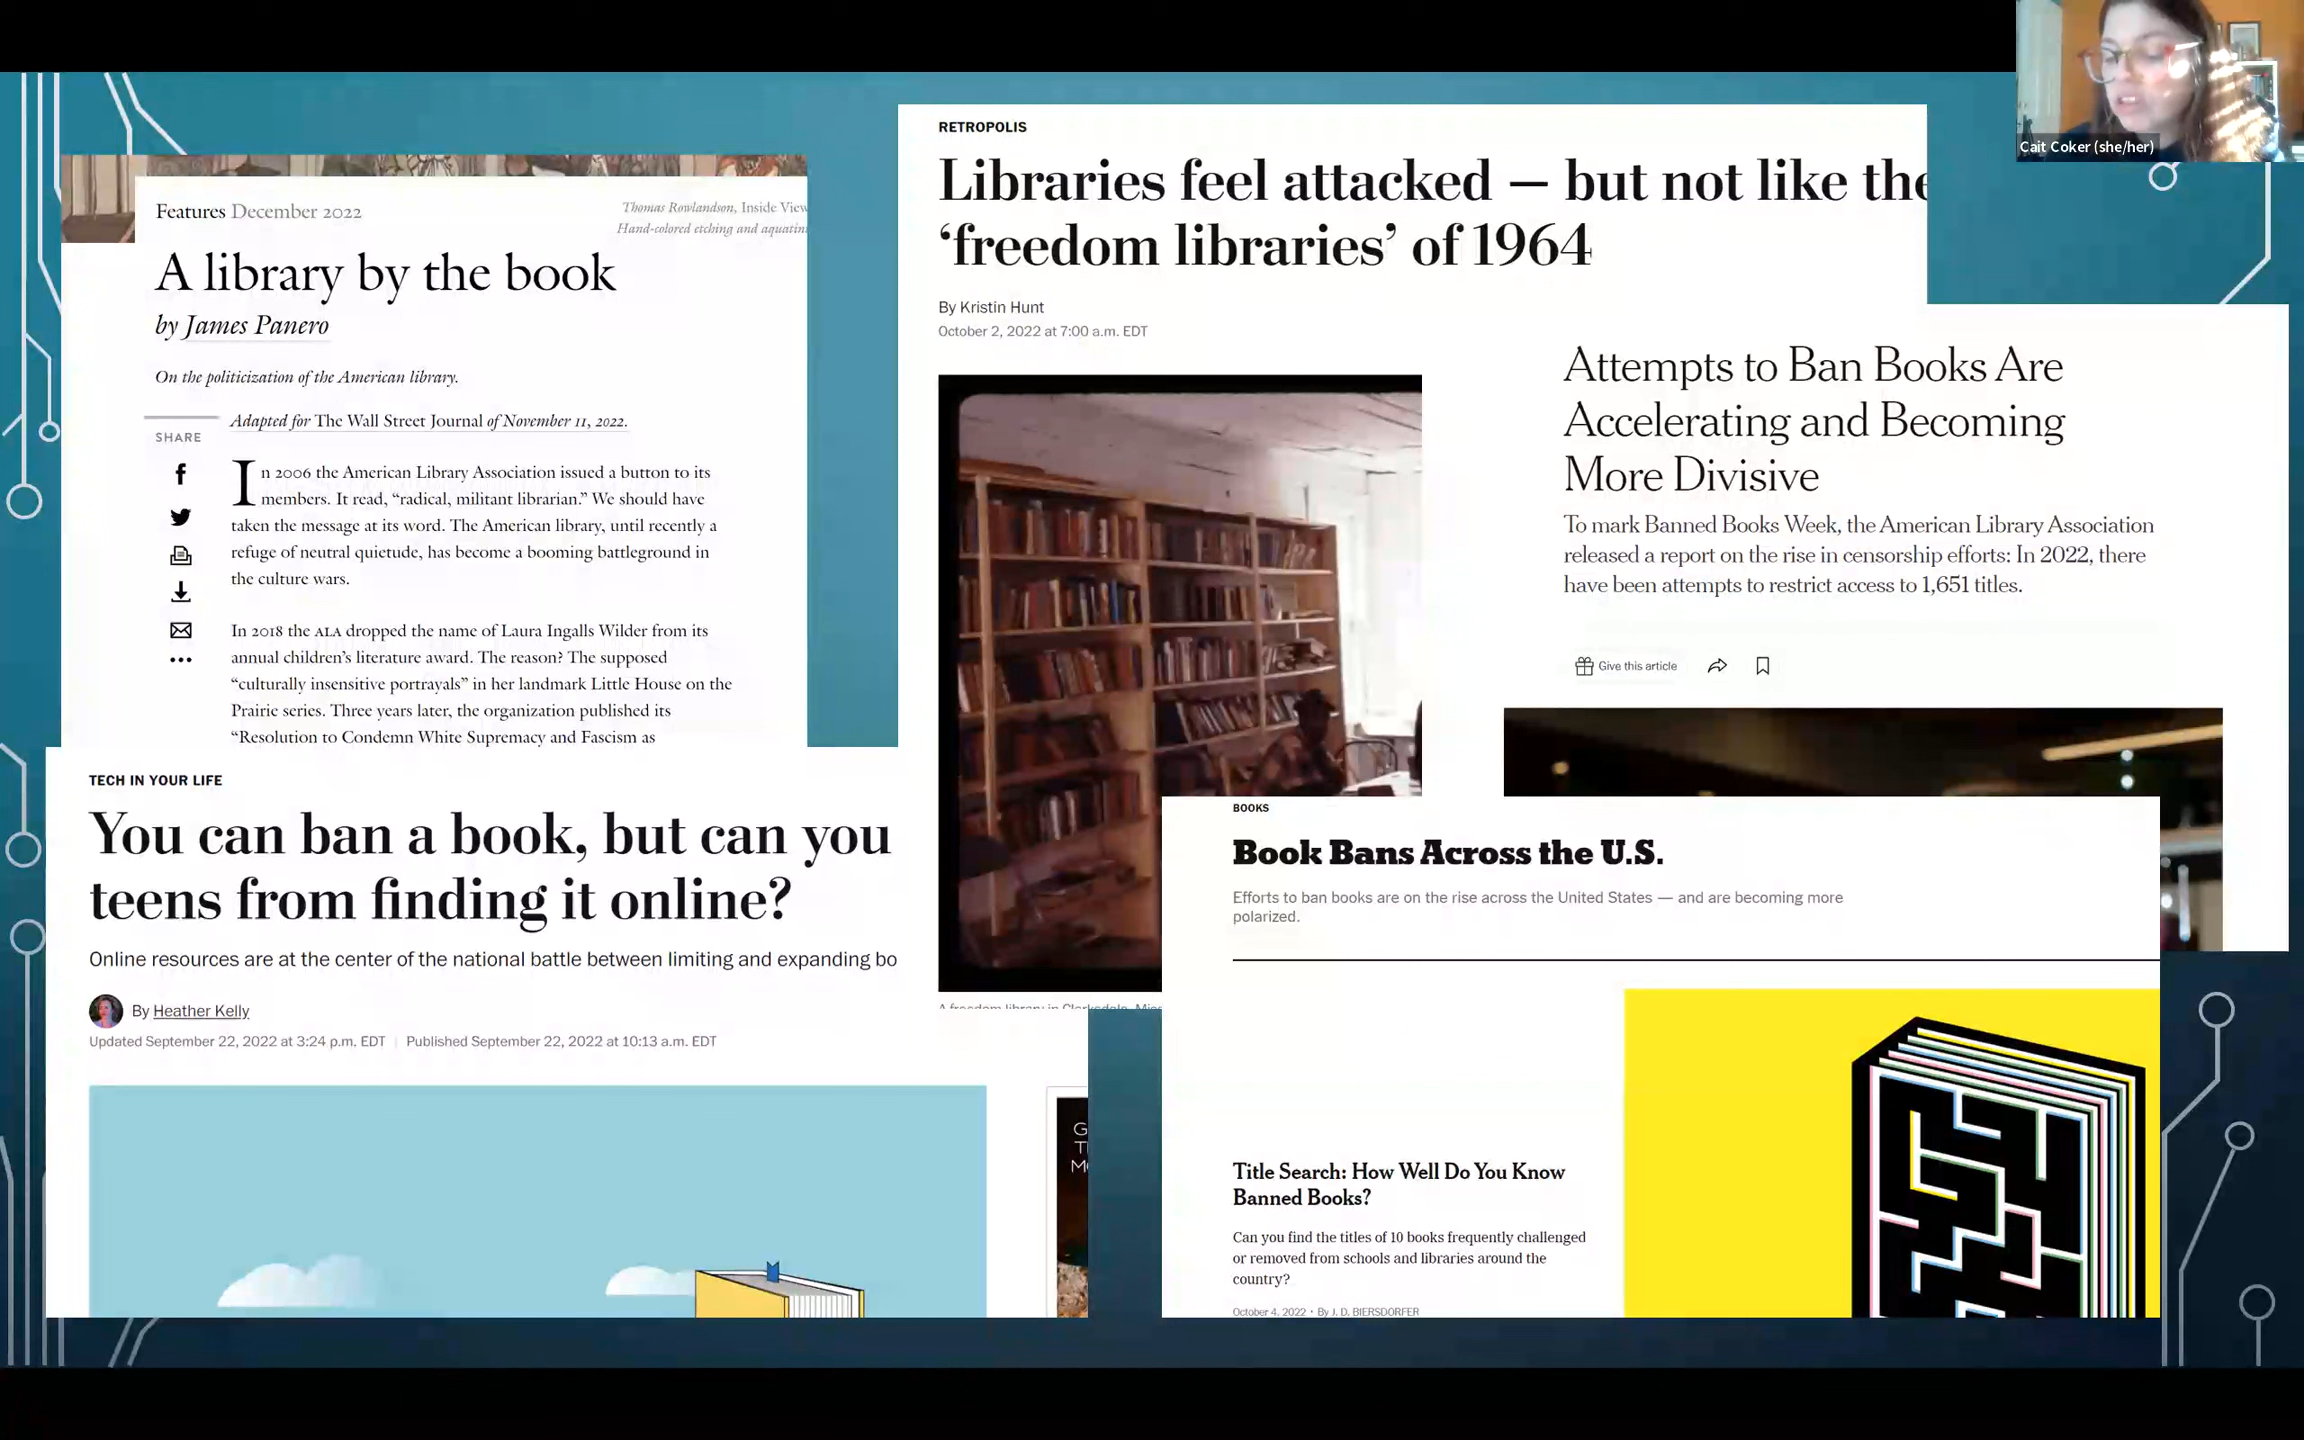 Cait Coker (she/her)
Features December 2022
Thomas Rowlandson, Inside View
Hand-colored etching and
A library by the book
by James Panero
On the politicization of the American library.
Adapted for The Wall Street Journal of November 11, 2022.
SHARE
In 2006 the American Library Association issued a button to its
members. It read, “radical, militant librarian.” We should have
taken the message at its word. The American library, until recently a
refuge of neutral quietude, has become a booming battleground in
the culture wars.
In 2018 the ALA dropped the name of Laura Ingalls Wilder from its
annual children’s literature award. The reason? The supposed
“culturally insensitive portrayals” in her landmark Little House on the
Prairie series. Three years later, the organization published its
“Resolution to Condemn White Supremacy and Fascism as
RETROPOLIS
Libraries feel attacked — but not like the
‘freedom libraries’ of 1964
By Kristin Hunt
October 2, 2022 at 7:00 a.m. EDT
Attempts to Ban Books Are
Accelerating and Becoming
More Divisive
To mark Banned Books Week, the American Library Association
released a report on the rise in censorship efforts: In 2022, there
have been attempts to restrict access to 1,651 titles.
Give this article
TECH IN YOUR LIFE
You can ban a book, but can you
teens from finding it online?
Online resources are at the center of the national battle between limiting and expanding bo
By Heather Kelly
Updated September 22, 2022 at 3:24 p.m. EDT | Published September 22, 2022 at 10:13 a.m. EDT
BOOKS
Book Bans Across the U.S.
Efforts to ban books are on the rise across the United States — and are becoming more
polarized.
Title Search: How Well Do You Know
Banned Books?
Can you find the titles of 10 books frequently challenged
or removed from schools and libraries around the
country?
October 4, 2022 • By J. D. BIERSDORFER